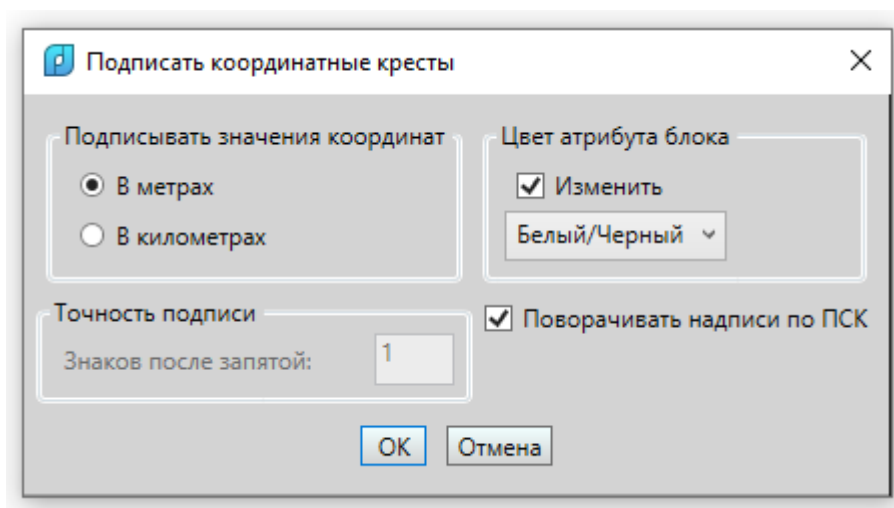 Подписать координатные кресты
Подписывать значения координат
В метрах
В километрах
Цвет атрибута блока
Изменить
Белый/Черный
Точность подписи
Знаков после запятой:
1
Поворачивать надписи по ПСК
ОК
Отмена